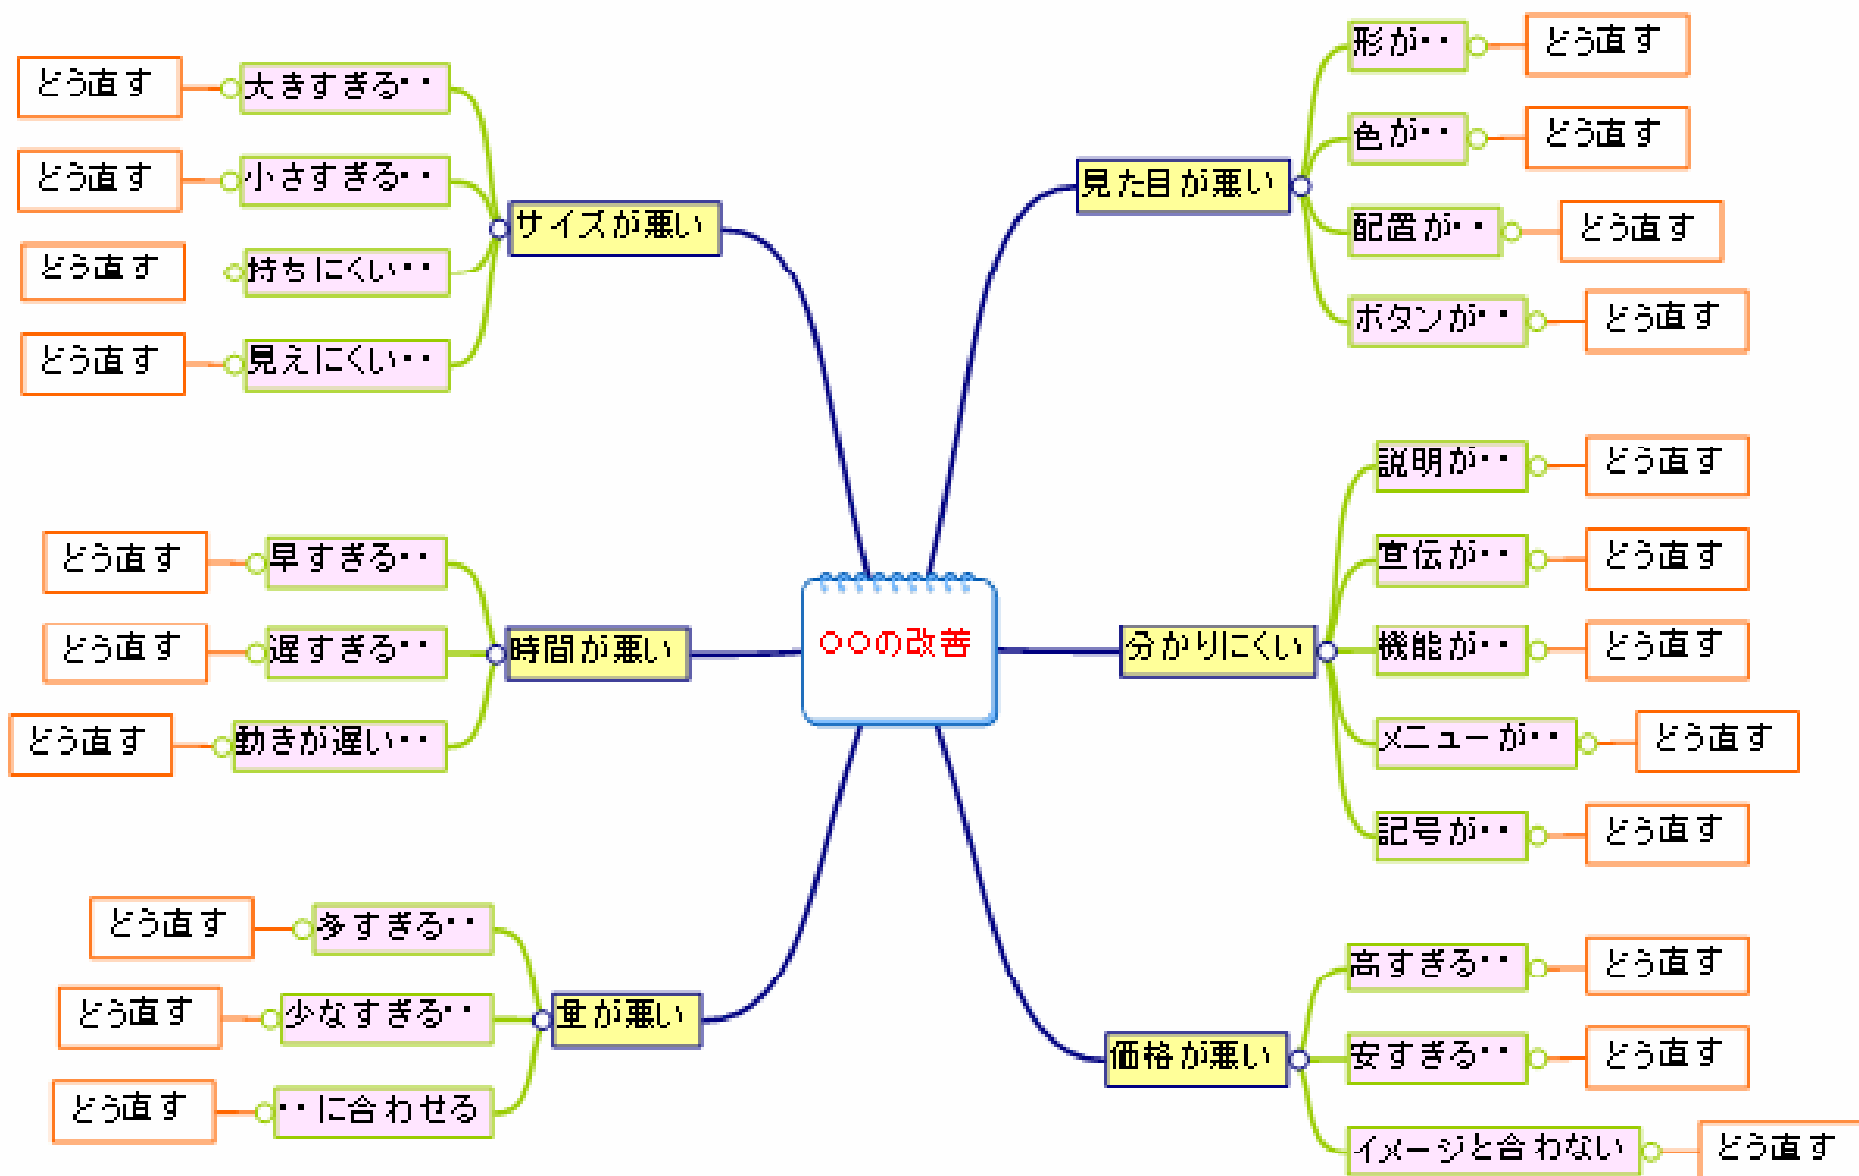 〇〇の改善
サイズが悪い
大きすぎる・・
どう直す
小さすぎる・・
どう直す
持ちにくい・・
どう直す
見えにくい・・
どう直す
時間が悪い
早すぎる・・
どう直す
遅すぎる・・
どう直す
動きが遅い・・
どう直す
量が悪い
多すぎる・・
どう直す
少なすぎる・・
どう直す
・・に合わせる
どう直す
見た目が悪い
形が・・
どう直す
色が・・
どう直す
配置が・・
どう直す
ボタンが・・
どう直す
分かりにくい
説明が・・
どう直す
宣伝が・・
どう直す
機能が・・
どう直す
メニューが・・
どう直す
記号が・・
どう直す
価格が悪い
高すぎる・・
どう直す
安すぎる・・
どう直す
イメージと合わない
どう直す